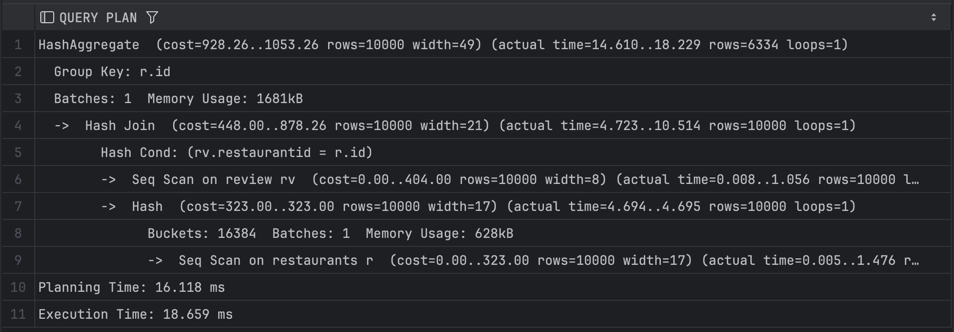 QUERY PLAN
1 HashAggregate  (cost=928.26..1053.26 rows=10000 width=49) (actual time=14.610..18.229 rows=6334 loops=1)
2   Group Key: r.id
3   Batches: 1  Memory Usage: 1681kB
4   ->  Hash Join  (cost=448.00..878.26 rows=10000 width=21) (actual time=4.723..10.514 rows=10000 loops=1)
5         Hash Cond: (rv.restaurantid = r.id)
6         ->  Seq Scan on review rv  (cost=0.00..404.00 rows=10000 width=8) (actual time=0.008..1.056 rows=10000 l…
7         ->  Hash  (cost=323.00..323.00 rows=10000 width=17) (actual time=4.694..4.695 rows=10000 loops=1)
8               Buckets: 16384  Batches: 1  Memory Usage: 628kB
9               ->  Seq Scan on restaurants r  (cost=0.00..323.00 rows=10000 width=17) (actual time=0.005..1.476 r…
10 Planning Time: 16.118 ms
11 Execution Time: 18.659 ms